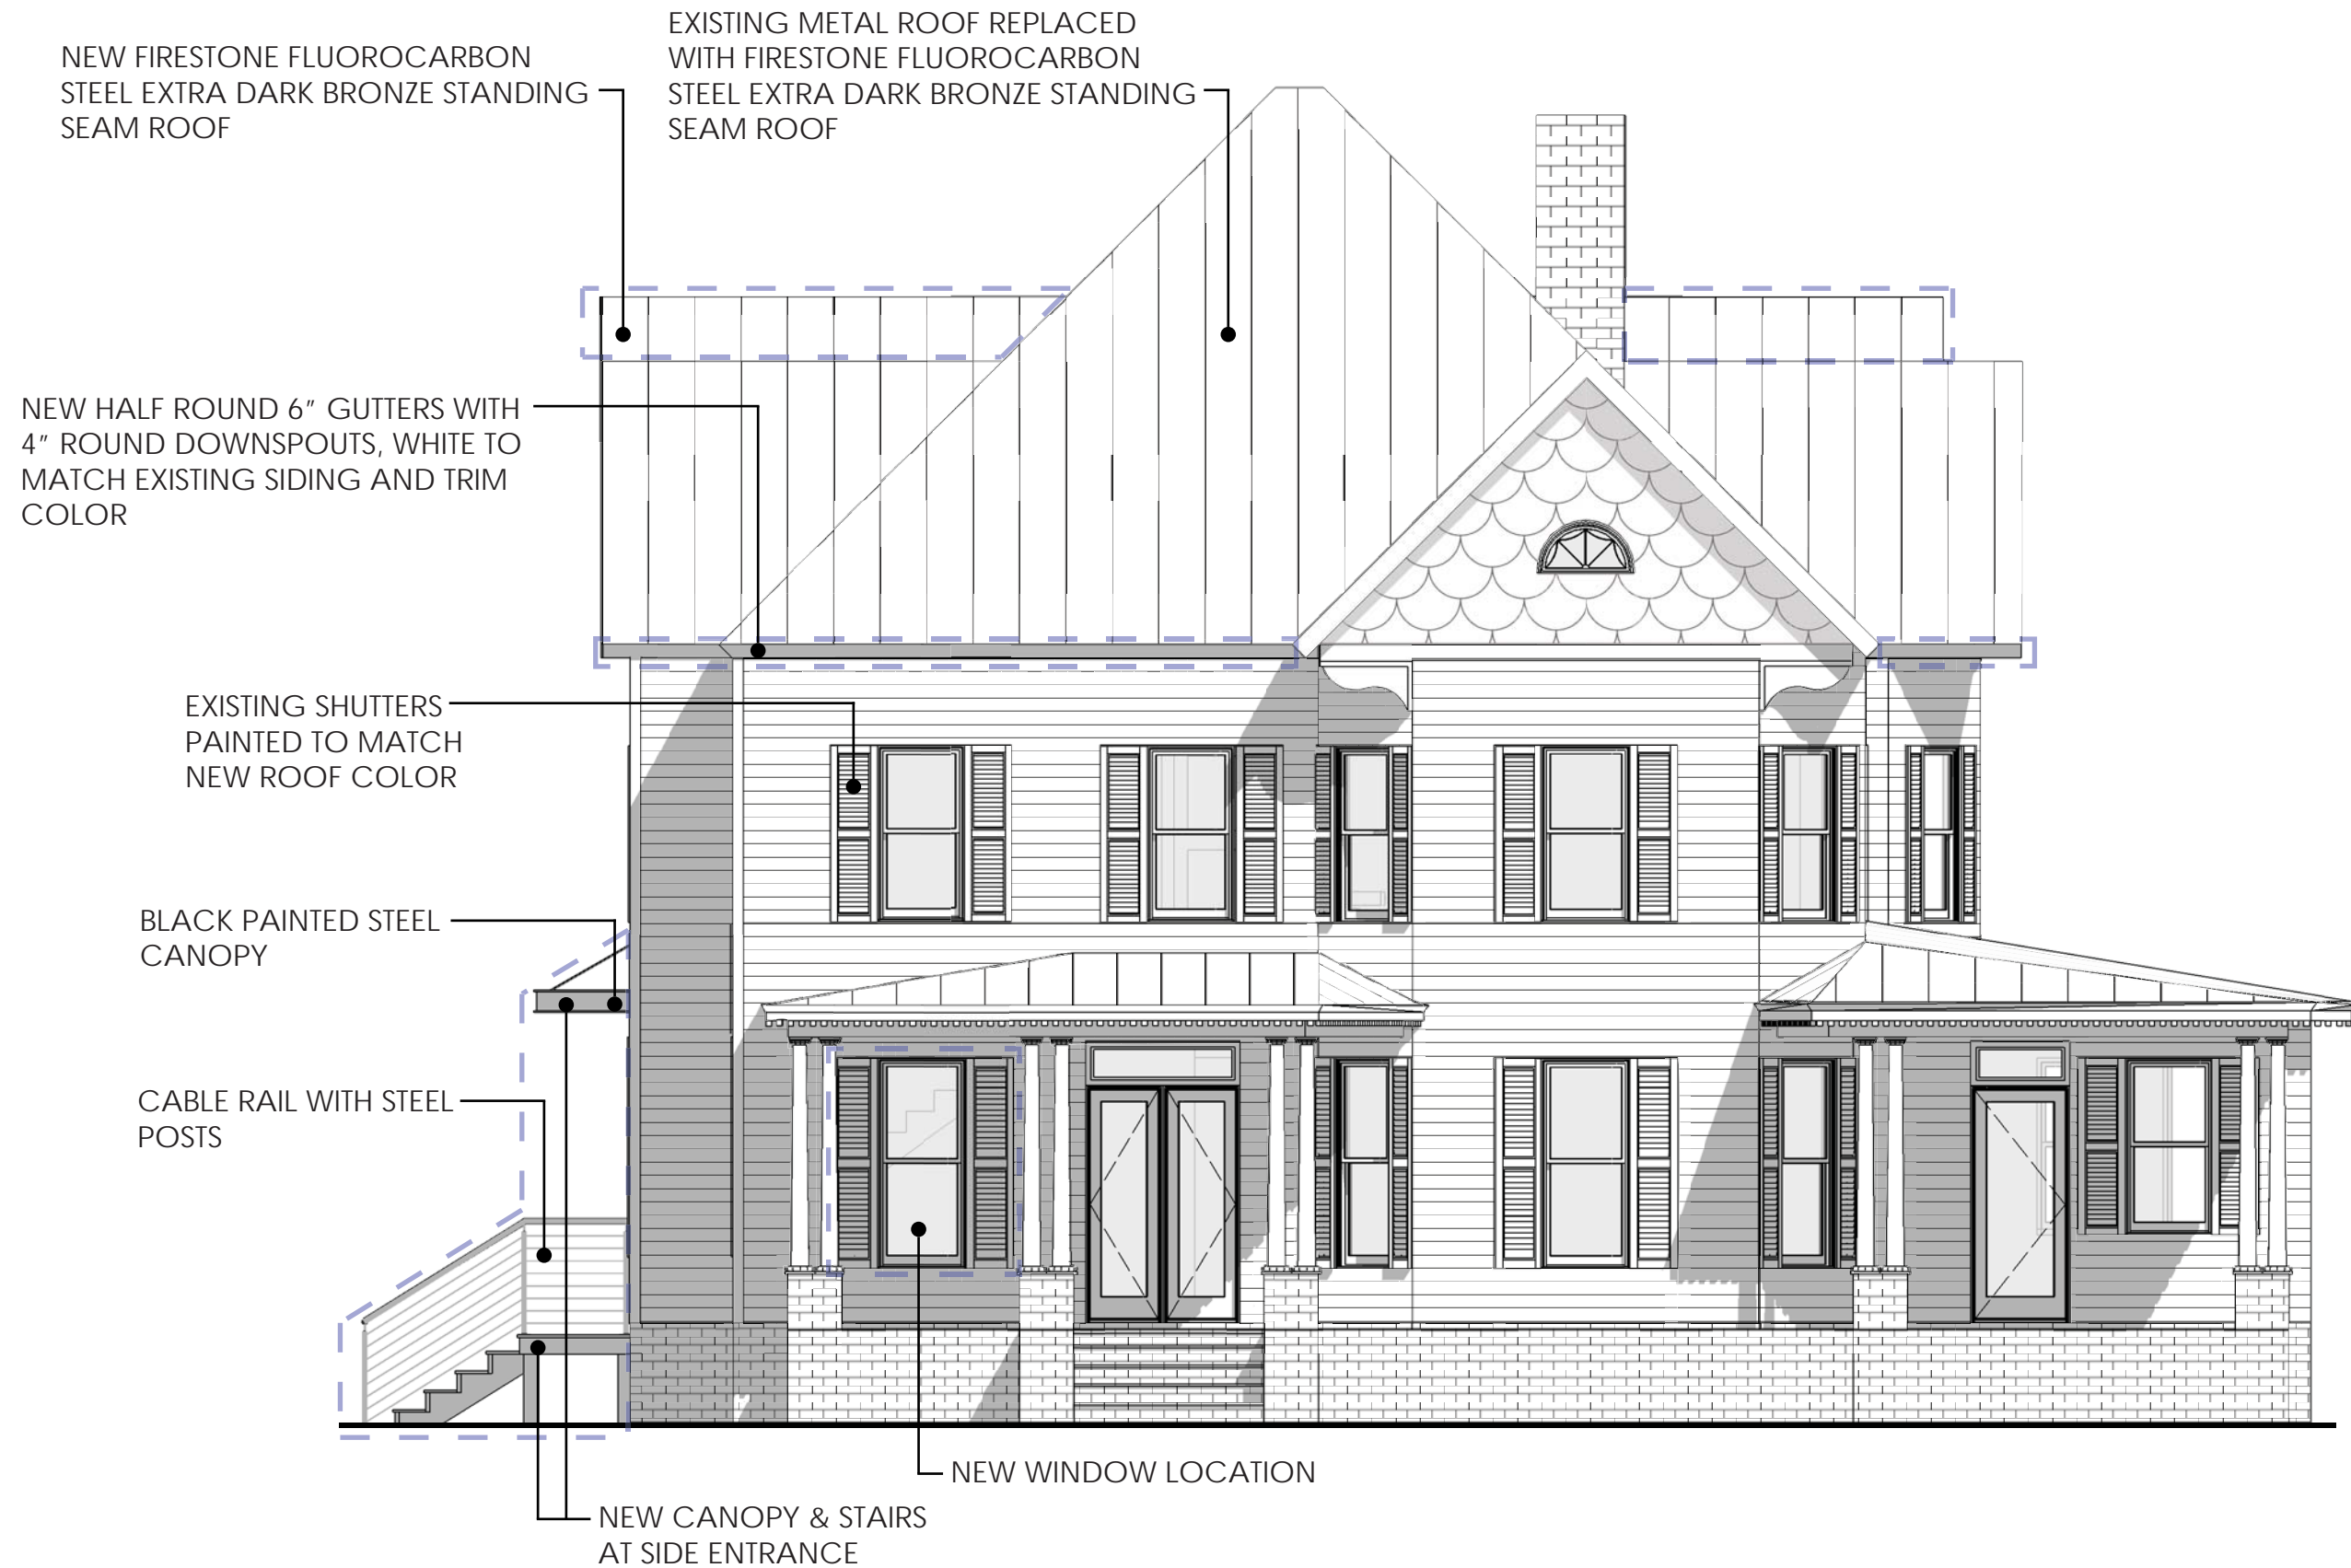 NEW FIRESTONE FLUOROCARBON
STEEL EXTRA DARK BRONZE STANDING
SEAM ROOF
EXISTING METAL ROOF REPLACED
WITH FIRESTONE FLUOROCARBON
STEEL EXTRA DARK BRONZE STANDING
SEAM ROOF
NEW HALF ROUND 6" GUTTERS WITH
4" ROUND DOWNSPOUTS, WHITE TO
MATCH EXISTING SIDING AND TRIM
COLOR
EXISTING SHUTTERS
PAINTED TO MATCH
NEW ROOF COLOR
BLACK PAINTED STEEL
CANOPY
CABLE RAIL WITH STEEL
POSTS
NEW WINDOW LOCATION
NEW CANOPY & STAIRS
AT SIDE ENTRANCE